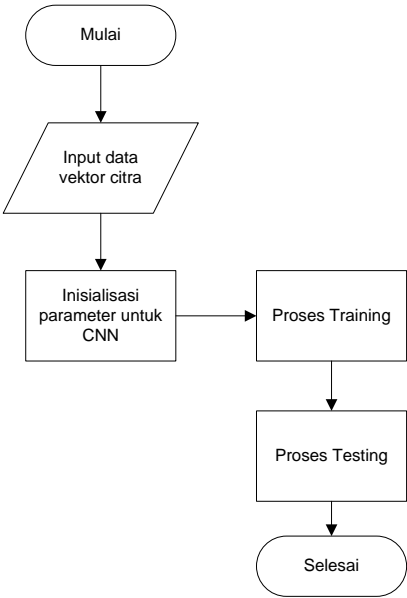 Mulai
Input data
vektor citra
Inisialisasi
parameter untuk
CNN
Proses Training
Proses Testing
Selesai